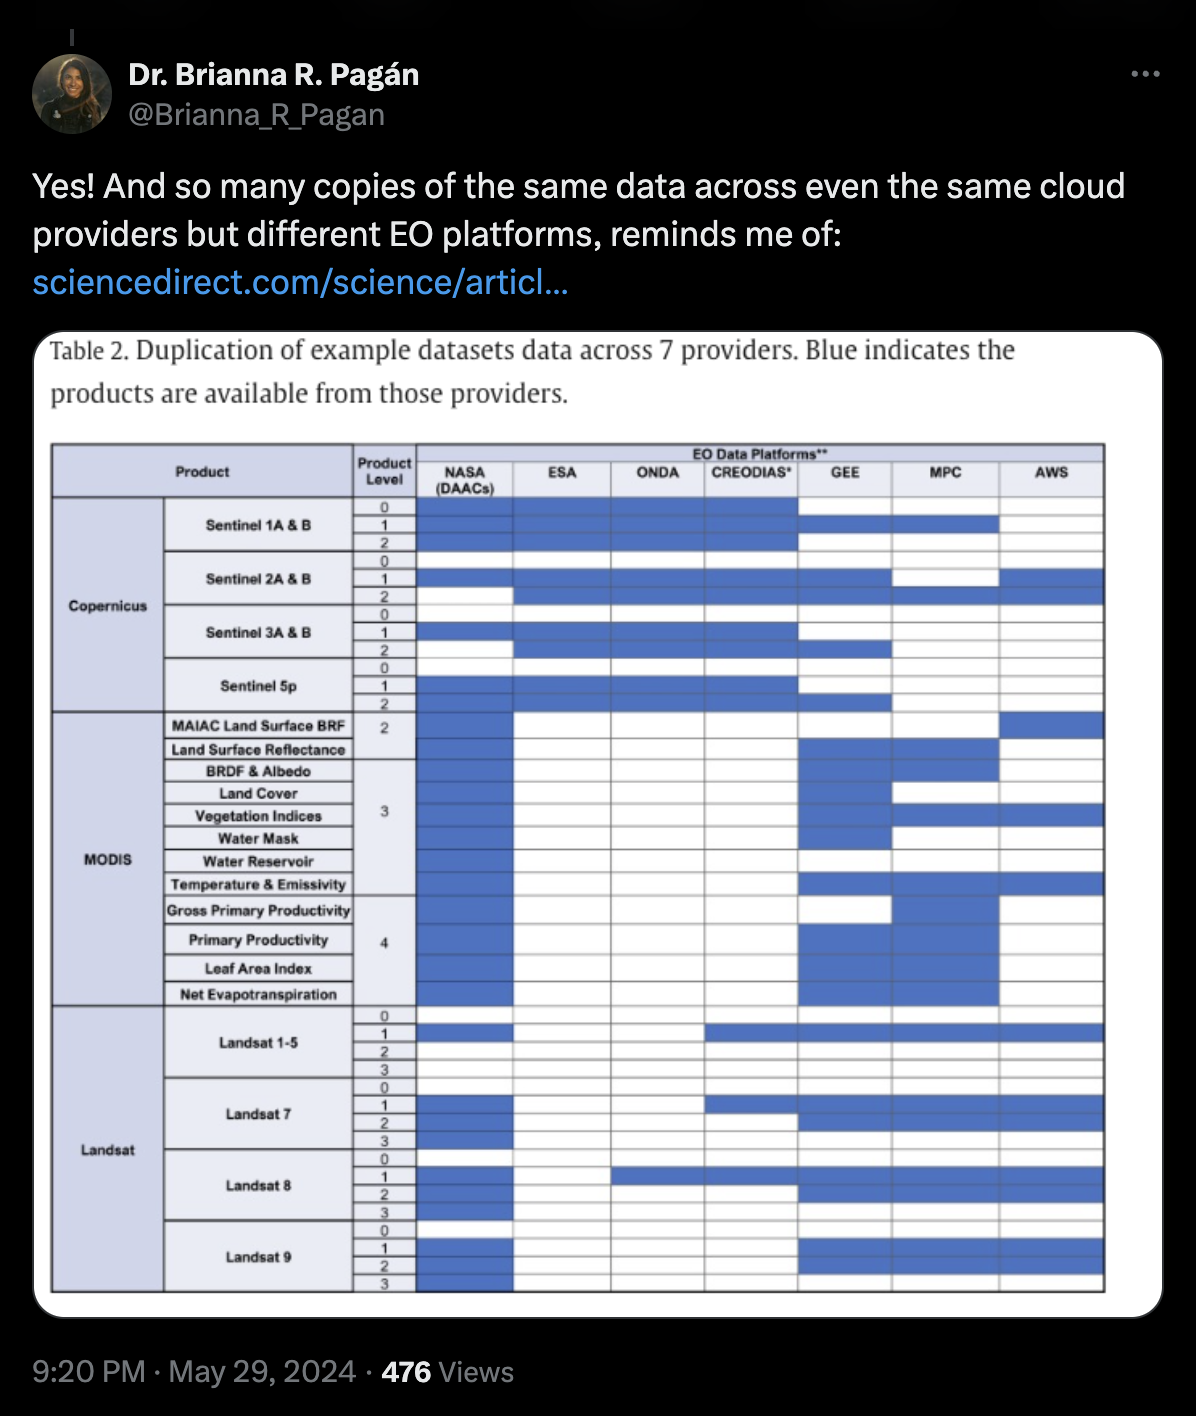 Dr. Brianna R. Pagán
@Brianna_R_Pagan
Yes! And so many copies of the same data across even the same cloud
providers but different EO platforms, reminds me of:
sciencedirect.com/science/articl...
Table 2. Duplication of example datasets data across 7 providers. Blue indicates the
products are available from those providers.
EO Data Platforms**
Product
Product
Level
NASA
(DAACs)
ESA
ONDA
CREODIAS*
GEE
MPC
AWS
Copernicus
Sentinel 1A & B
0
1
2
Sentinel 2A & B
0
1
2
Sentinel 3A & B
0
1
2
Sentinel 5p
0
1
2
MODIS
MAIAC Land Surface BRF
2
Land Surface Reflectance
BRDF & Albedo
Land Cover
3
Vegetation Indices
Water Mask
Water Reservoir
Temperature & Emissivity
Gross Primary Productivity
Primary Productivity
4
Leaf Area Index
Net Evapotranspiration
Landsat
Landsat 1-5
0
1
2
3
Landsat 7
0
1
2
3
Landsat 8
0
1
2
3
Landsat 9
0
1
2
3
9:20 PM · May 29, 2024 · 476 Views